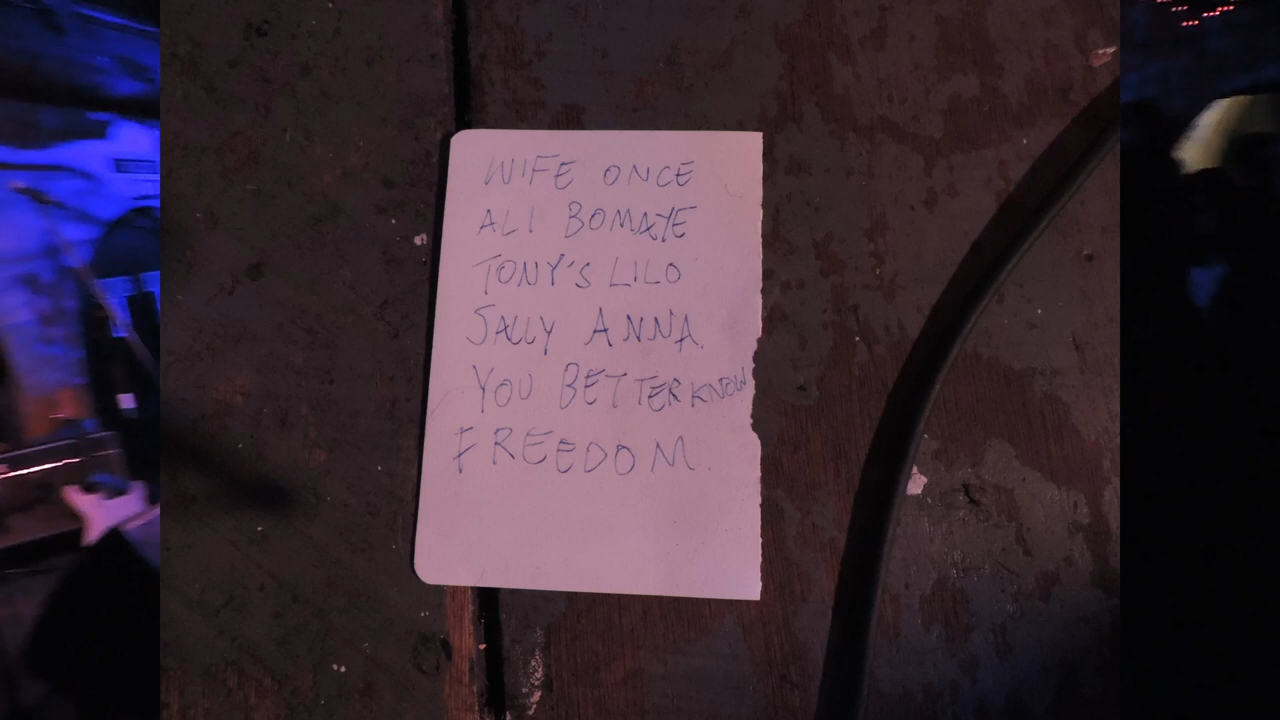 WIFE ONCE
ALI BOMAYE
TONY'S LILO
SALLY ANNA.
YOU BETTER KNOW
FREEDOM.